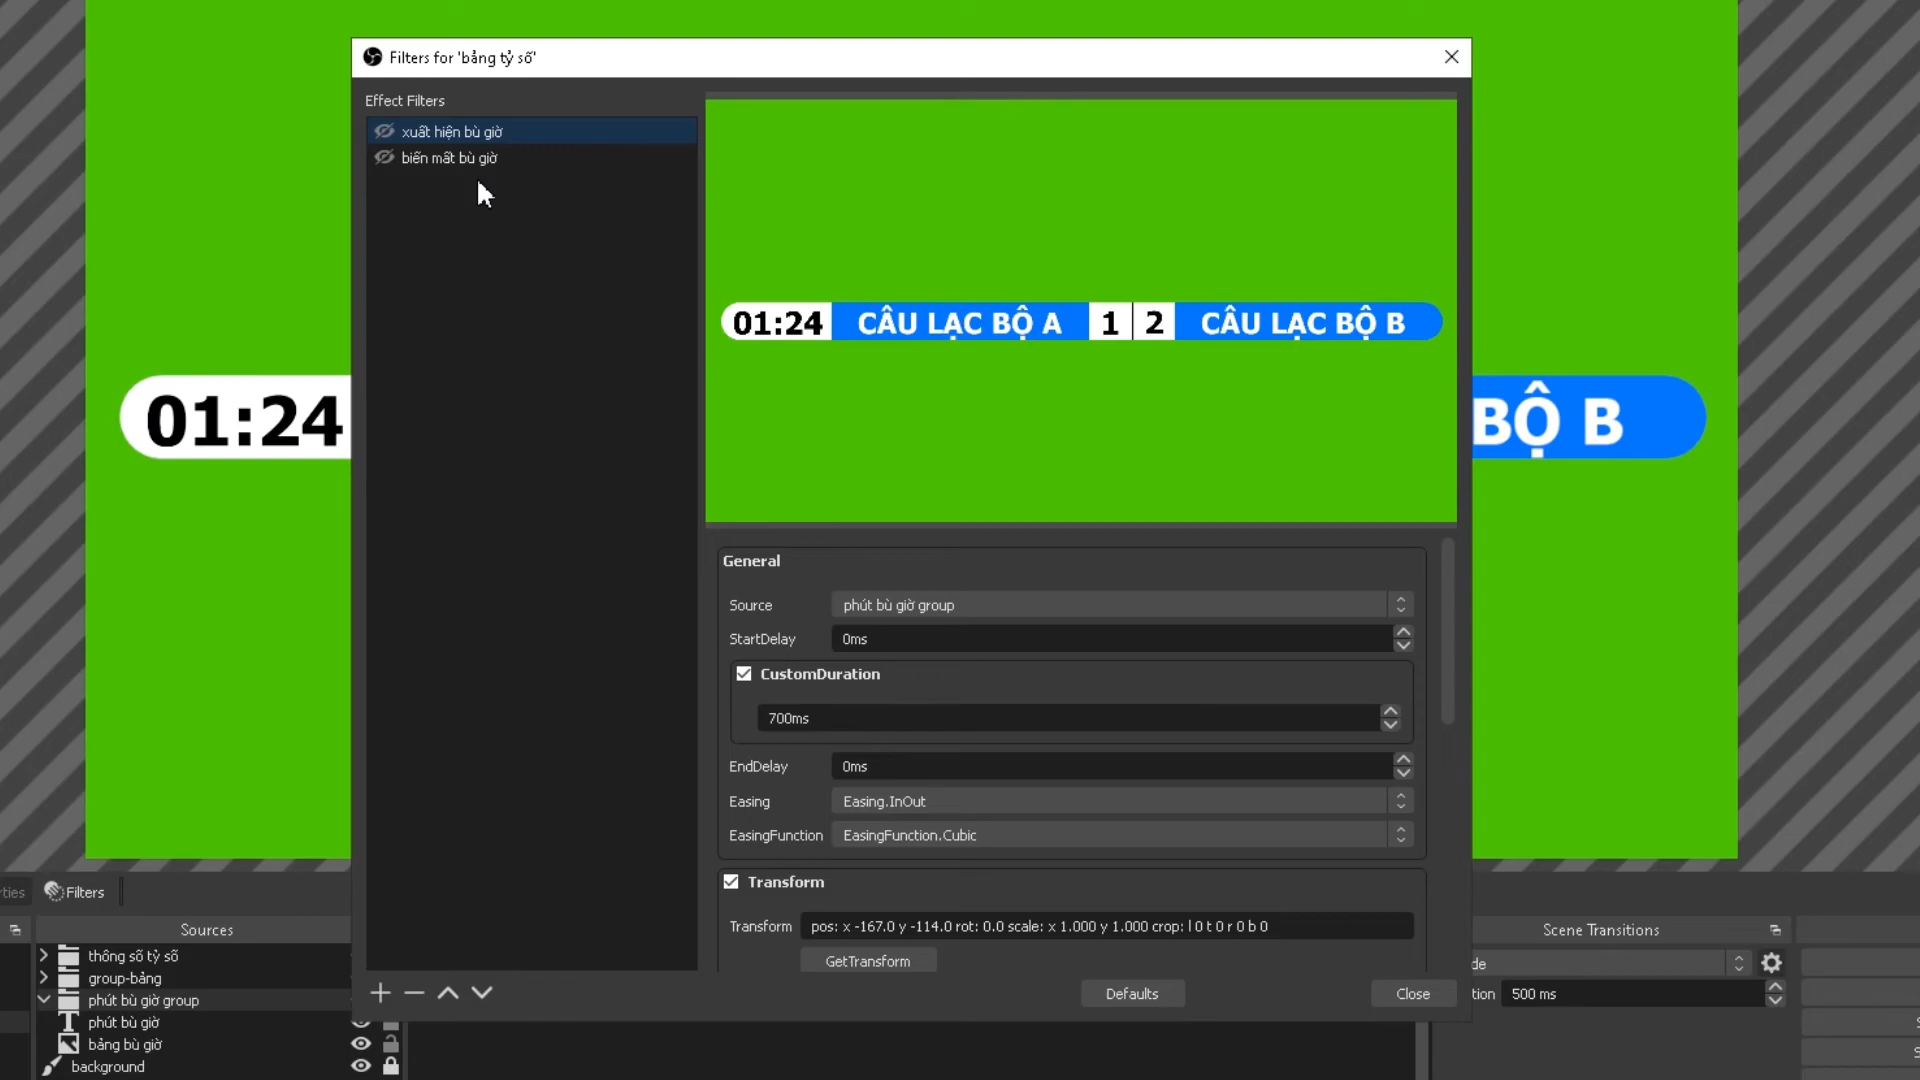 Filters for 'bảng tỷ số'
Effect Filters
xuất hiện bù giờ
biến mất bù giờ
01:24 CÂU LẠC BỘ A 1 2 CÂU LẠC BỘ B
01:24
BỘ B
General
Source phút bù giờ group
StartDelay 0ms
CustomDuration
700ms
EndDelay 0ms
Easing Easing.InOut
EasingFunction EasingFunction.Cubic
Transform
Transform pos: x -167.0 y -114.0 rot: 0.0 scale: x 1.000 y 1.000 crop: l 0 t 0 r 0 b 0
GetTransform
Defaults
Close
Filters
Sources
thông số tỷ số
group-bảng
phút bù giờ group
phút bù giờ
bảng bù giờ
background
Scene Transitions
500 ms